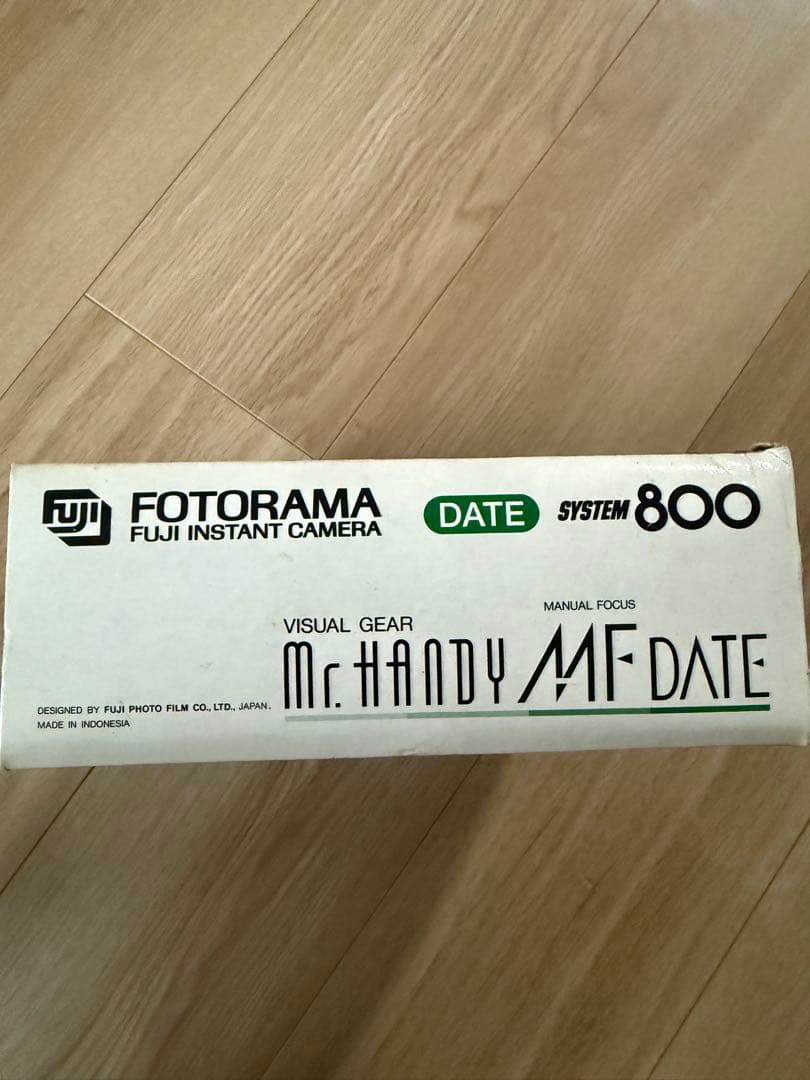 FUJI
FOTORAMA
FUJI INSTANT CAMERA
DATE
SYSTEM 800
VISUAL GEAR
MANUAL FOCUS
Mr. HANDY MF DATE
DESIGNED BY FUJI PHOTO FILM CO., LTD., JAPAN.
MADE IN INDONESIA